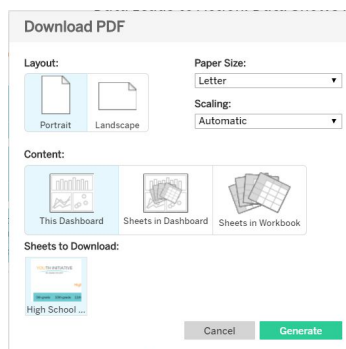 Download PDF
Layout:
Portrait
Landscape
Paper Size:
Letter
Scaling:
Automatic
Content:
This Dashboard
Sheets in Dashboard
Sheets in Workbook
Sheets to Download:
High School ...
Cancel
Generate